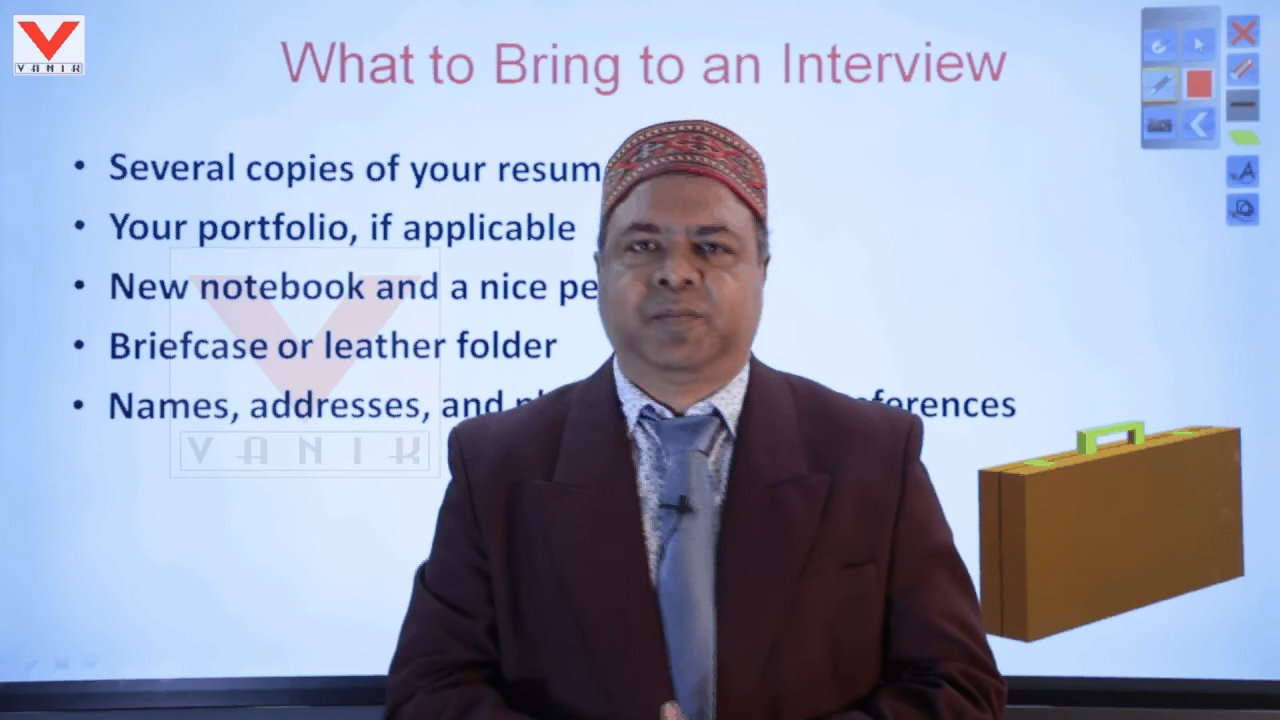 VANIK
What to Bring to an Interview
• Several copies of your resum
• Your portfolio, if applicable
• New notebook and a nice pe
• Briefcase or leather folder
• Names, addresses, and
VANIK